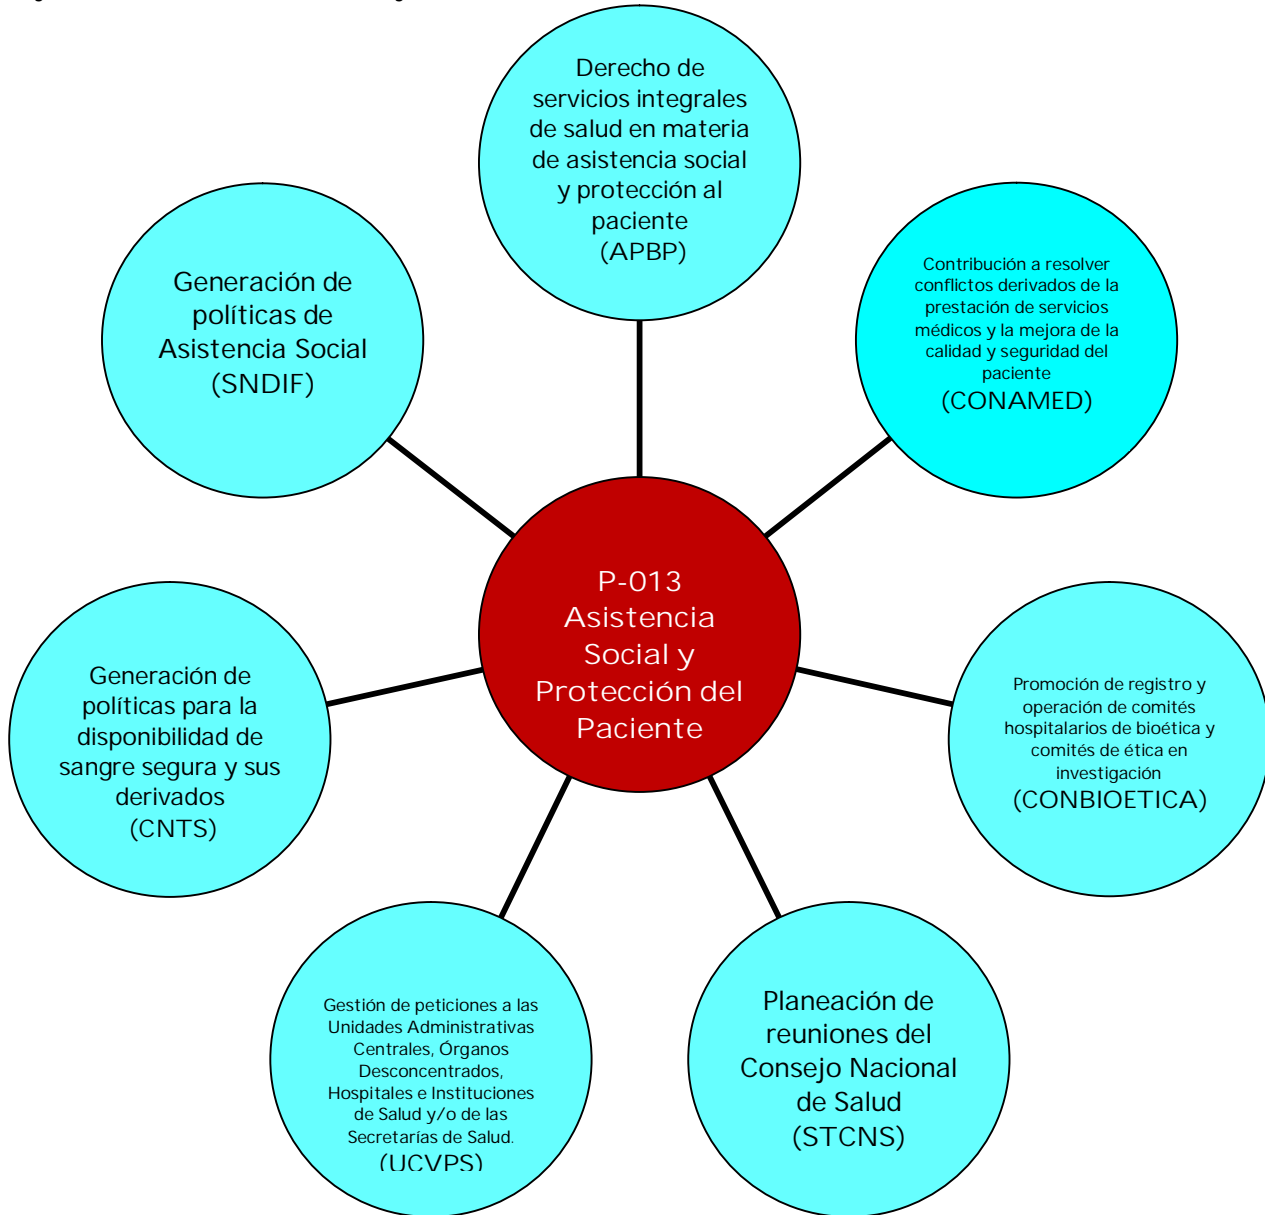 Derecho de
servicios integrales
de salud en materia
de asistencia social
y protección al
paciente
(APBP)
Contribución a resolver
conflictos derivados de la
prestación de servicios
médicos y la mejora de la
calidad y seguridad del
paciente
(CONAMED)
Promoción de registro y
operación de comités
hospitalarios de bioética y
comités de ética en
investigación
(CONBIOETICA)
Planeación de
reuniones del
Consejo Nacional
de Salud
(STCNS)
Gestión de peticiones a las
Unidades Administrativas
Centrales, Órganos
Desconcentrados,
Hospitales e Instituciones
de Salud y/o de las
Secretarías de Salud.
(UCVPS)
Generación de
políticas para la
disponibilidad de
sangre segura y sus
derivados
(CNTS)
Generación de
políticas de
Asistencia Social
(SNDIF)
P-013
Asistencia
Social y
Protección del
Paciente